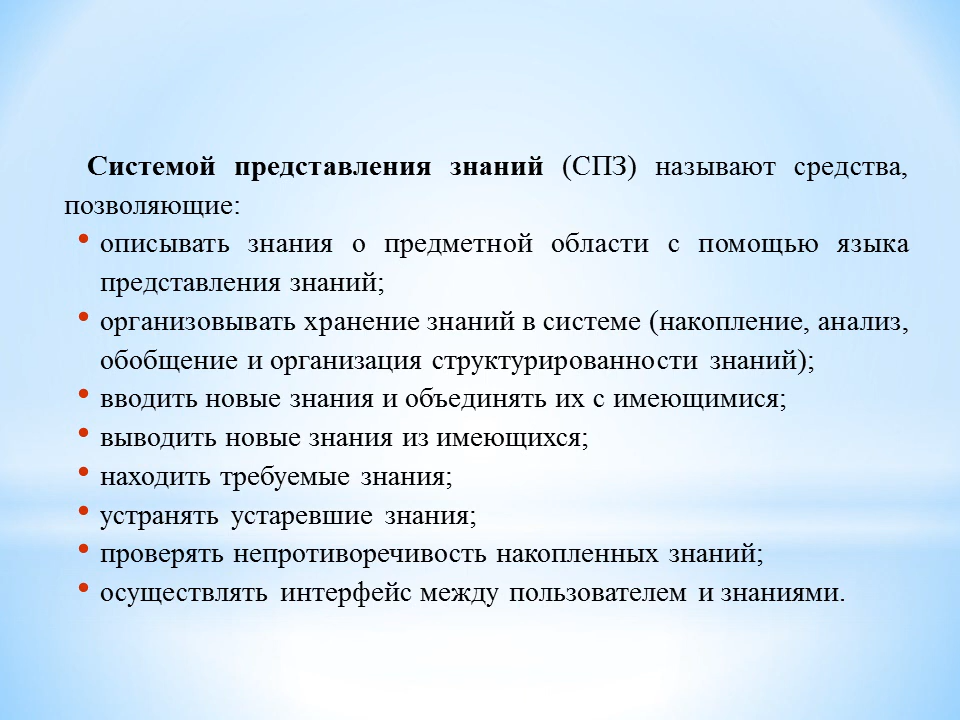 Системой представления знаний (СПЗ) называют средства,
позволяющие:
• описывать знания о предметной области с помощью языка
представления знаний;
• организовывать хранение знаний в системе (накопление, анализ,
обобщение и организация структурированности знаний);
• вводить новые знания и объединять их с имеющимися;
• выводить новые знания из имеющихся;
• находить требуемые знания;
• устранять устаревшие знания;
• проверять непротиворечивость накопленных знаний;
• осуществлять интерфейс между пользователем и знаниями.